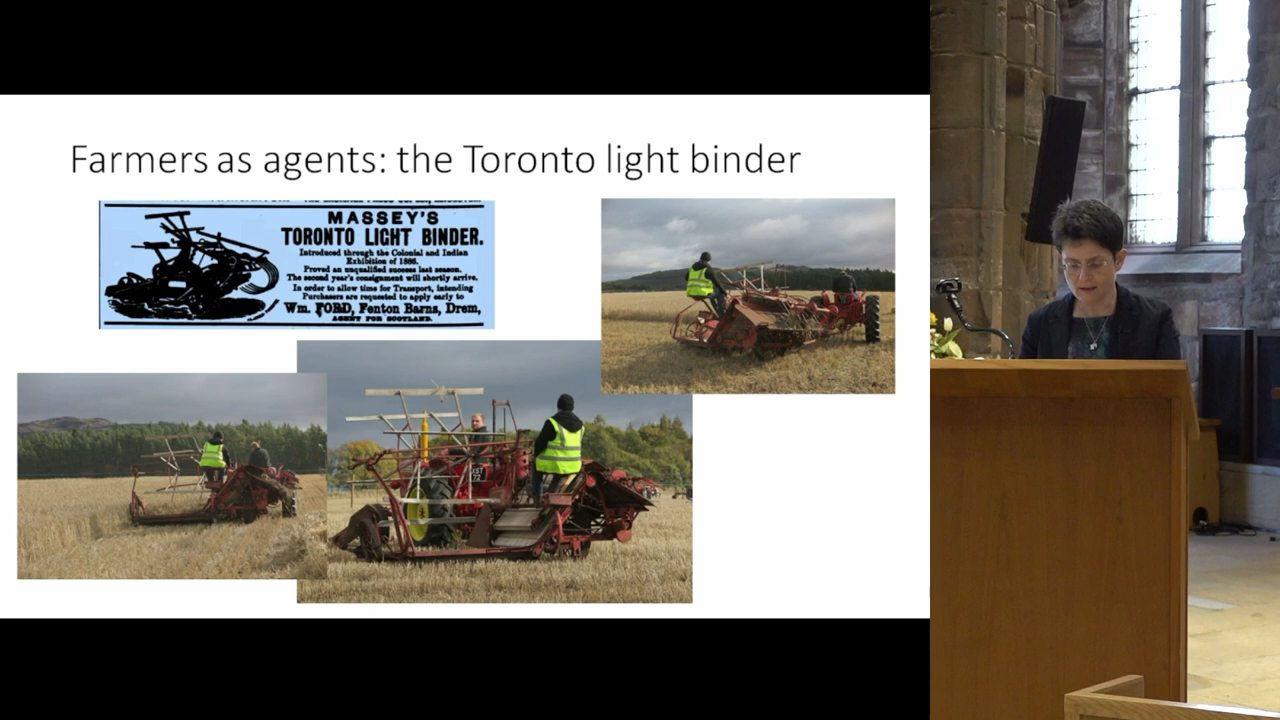 Farmers as agents: the Toronto light binder
MASSEY'S
TORONTO LIGHT BINDER.
Introduced through the Colonial and Indian
Exhibition of 1886.
Proved an unqualified success last season.
The second year's consignment will shortly arrive.
In order to allow time for Transport, intending
Purchasers are requested to apply early to
Wm. FORD, Fenton Barns, Drem,
AGENT FOR SCOTLAND.